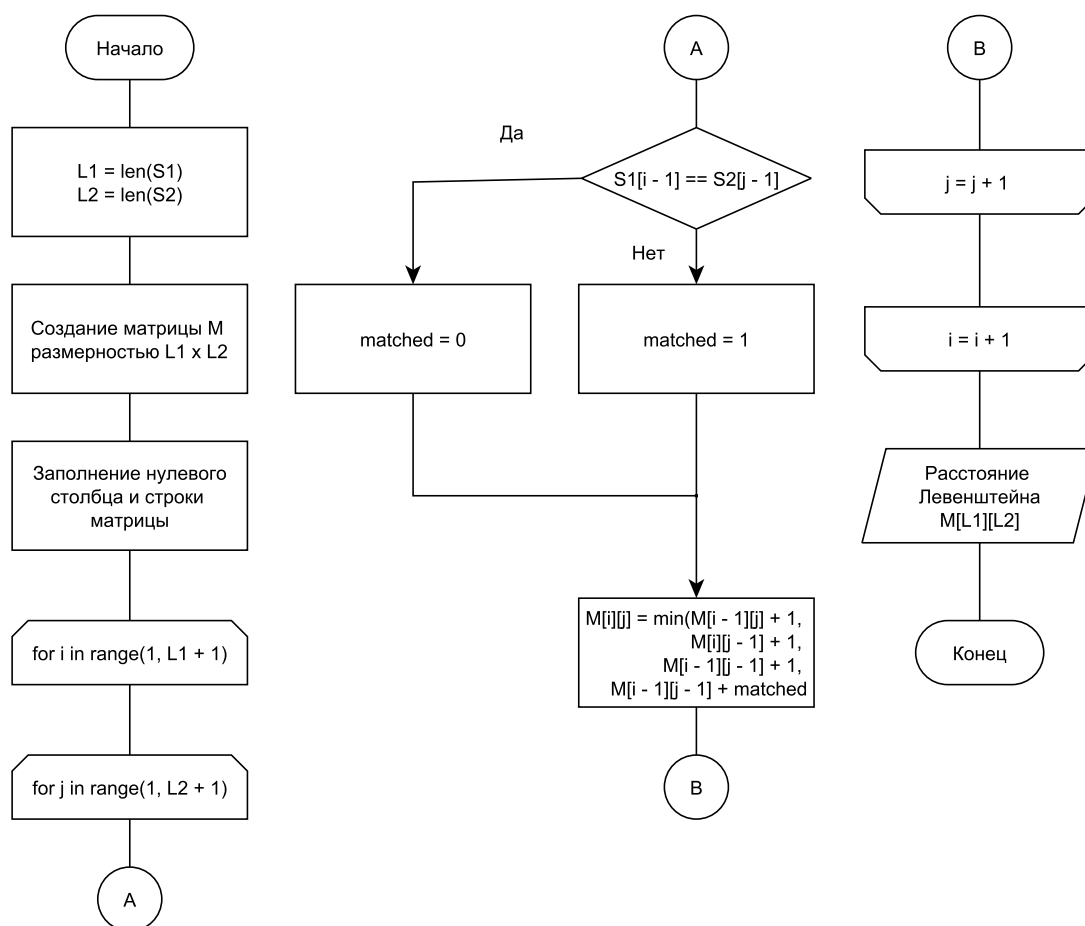 Начало
L1 = len(S1)
L2 = len(S2)
Создание матрицы M
размерностью L1 x L2
Заполнение нулевого
столбца и строки
матрицы
for i in range(1, L1 + 1)
for j in range(1, L2 + 1)
A
A
Да
S1[i - 1] == S2[j - 1]
Нет
matched = 0
matched = 1
M[i][j] = min(M[i - 1][j] + 1,
M[i][j - 1] + 1,
M[i - 1][j - 1] + 1,
M[i - 1][j - 1] + matched
B
B
j = j + 1
i = i + 1
Расстояние
Левенштейна
M[L1][L2]
Конец